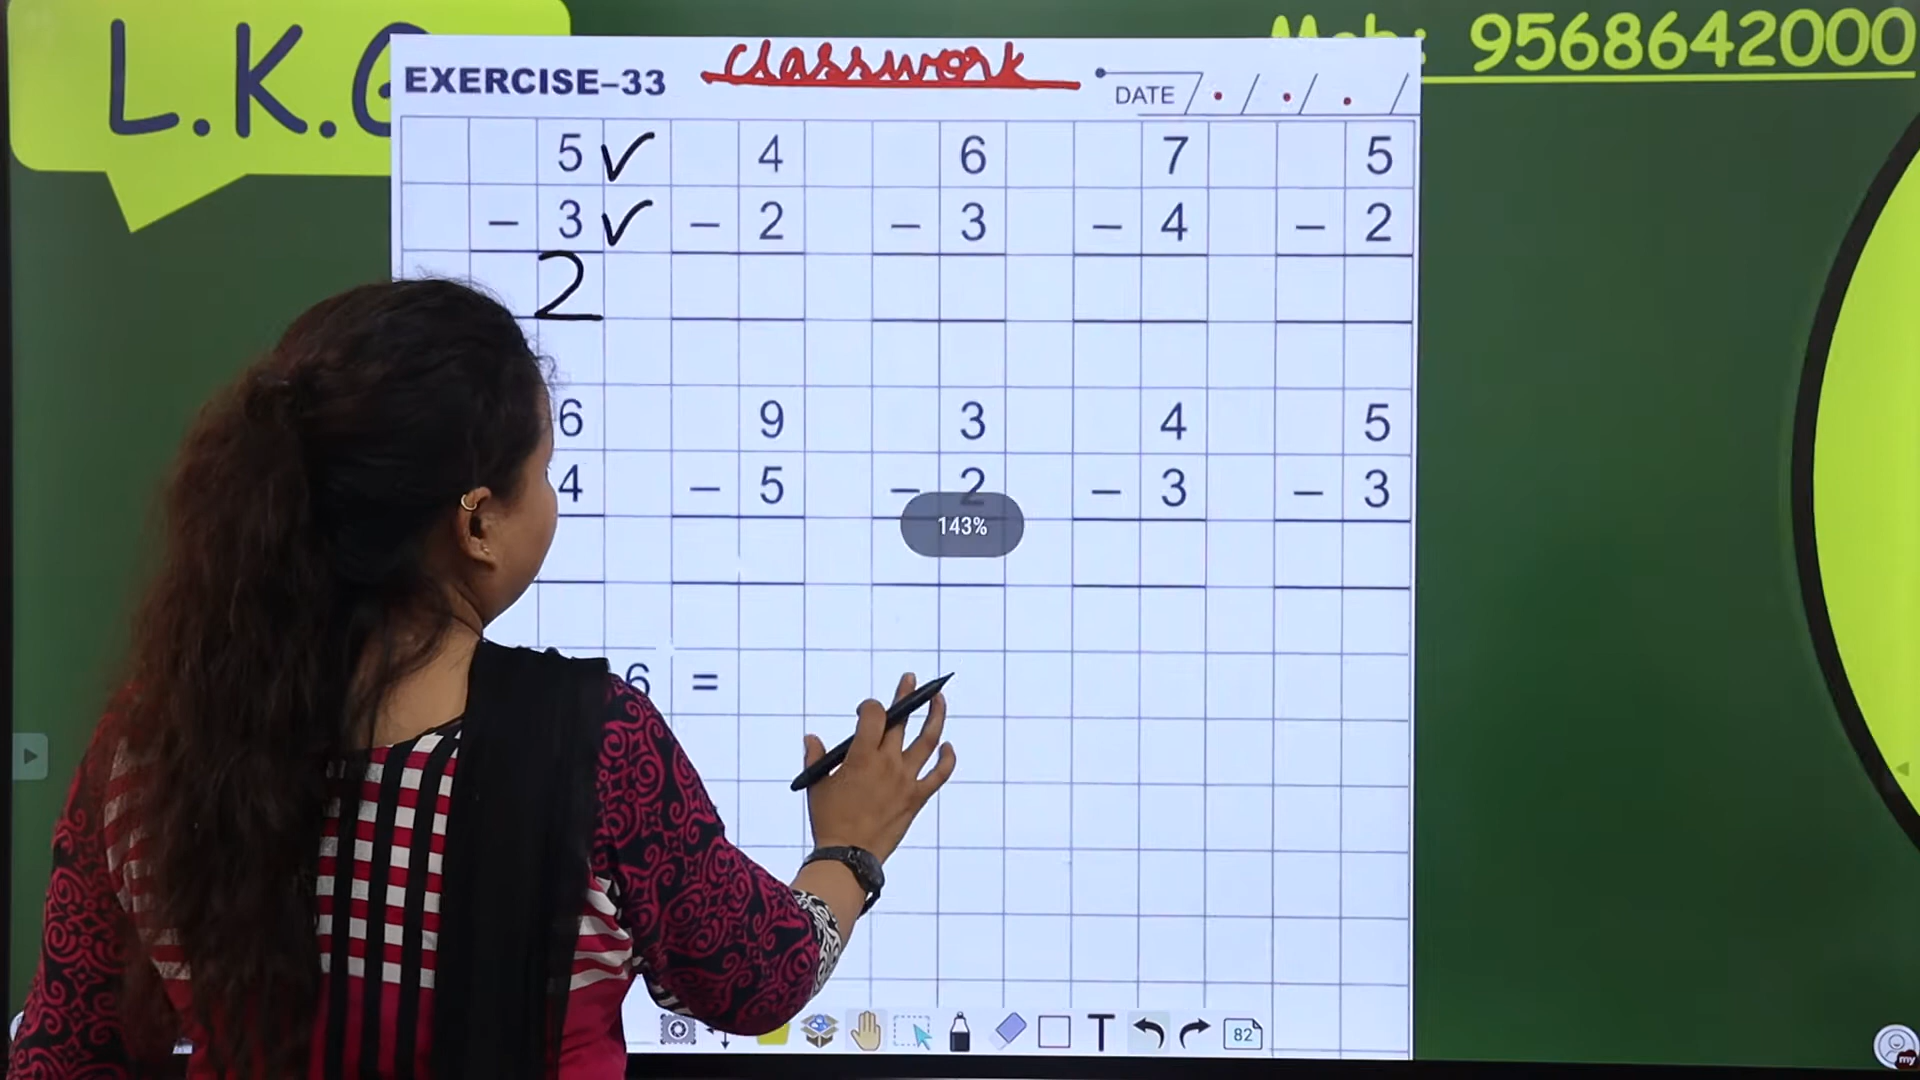 L.K.G
Mob: 9568642000
EXERCISE-33 classwork DATE / . / . / . /
5 ✓ 4 6 7 5
- 3 ✓ - 2 - 3 - 4 - 2
2
6 9 3 4 5
4 - 5 - 2 - 3 - 3
143%
6 =
T 82
my